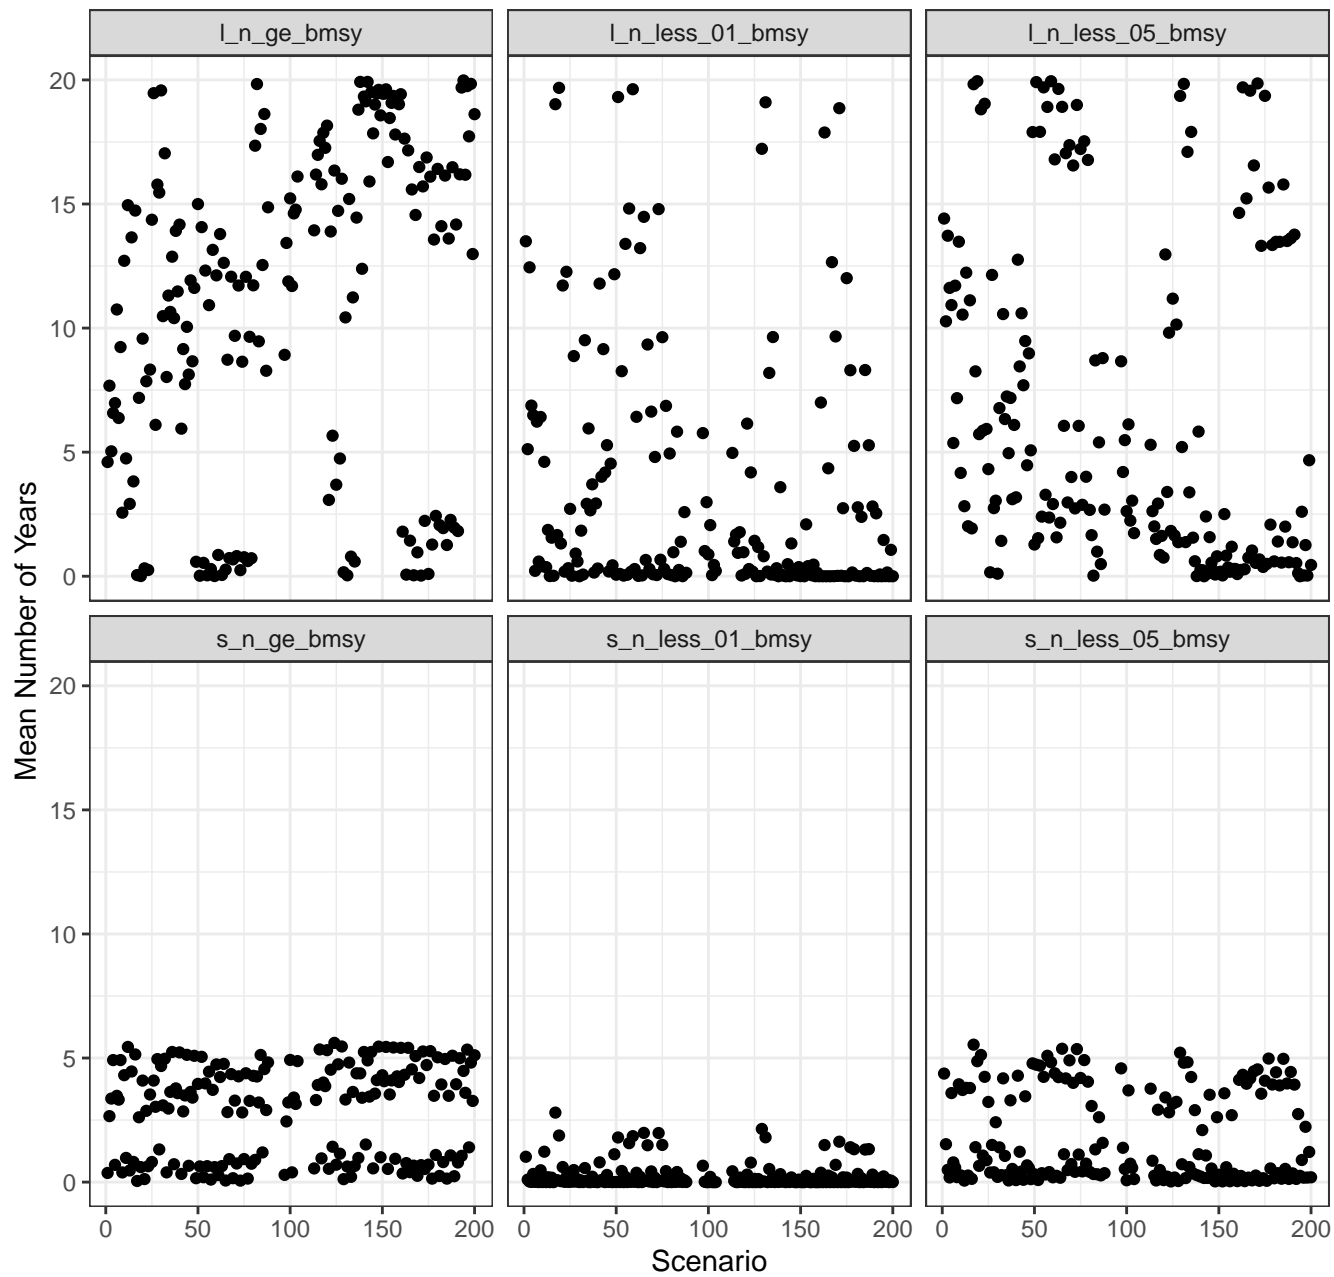 l_n_ge_bmsy
l_n_less_01_bmsy
l_n_less_05_bmsy
20
15
10
5
0
s_n_ge_bmsy
s_n_less_01_bmsy
s_n_less_05_bmsy
20
15
10
5
0
0 50 100 150 200
0 50 100 150 200
0 50 100 150 200
Scenario
Mean Number of Years